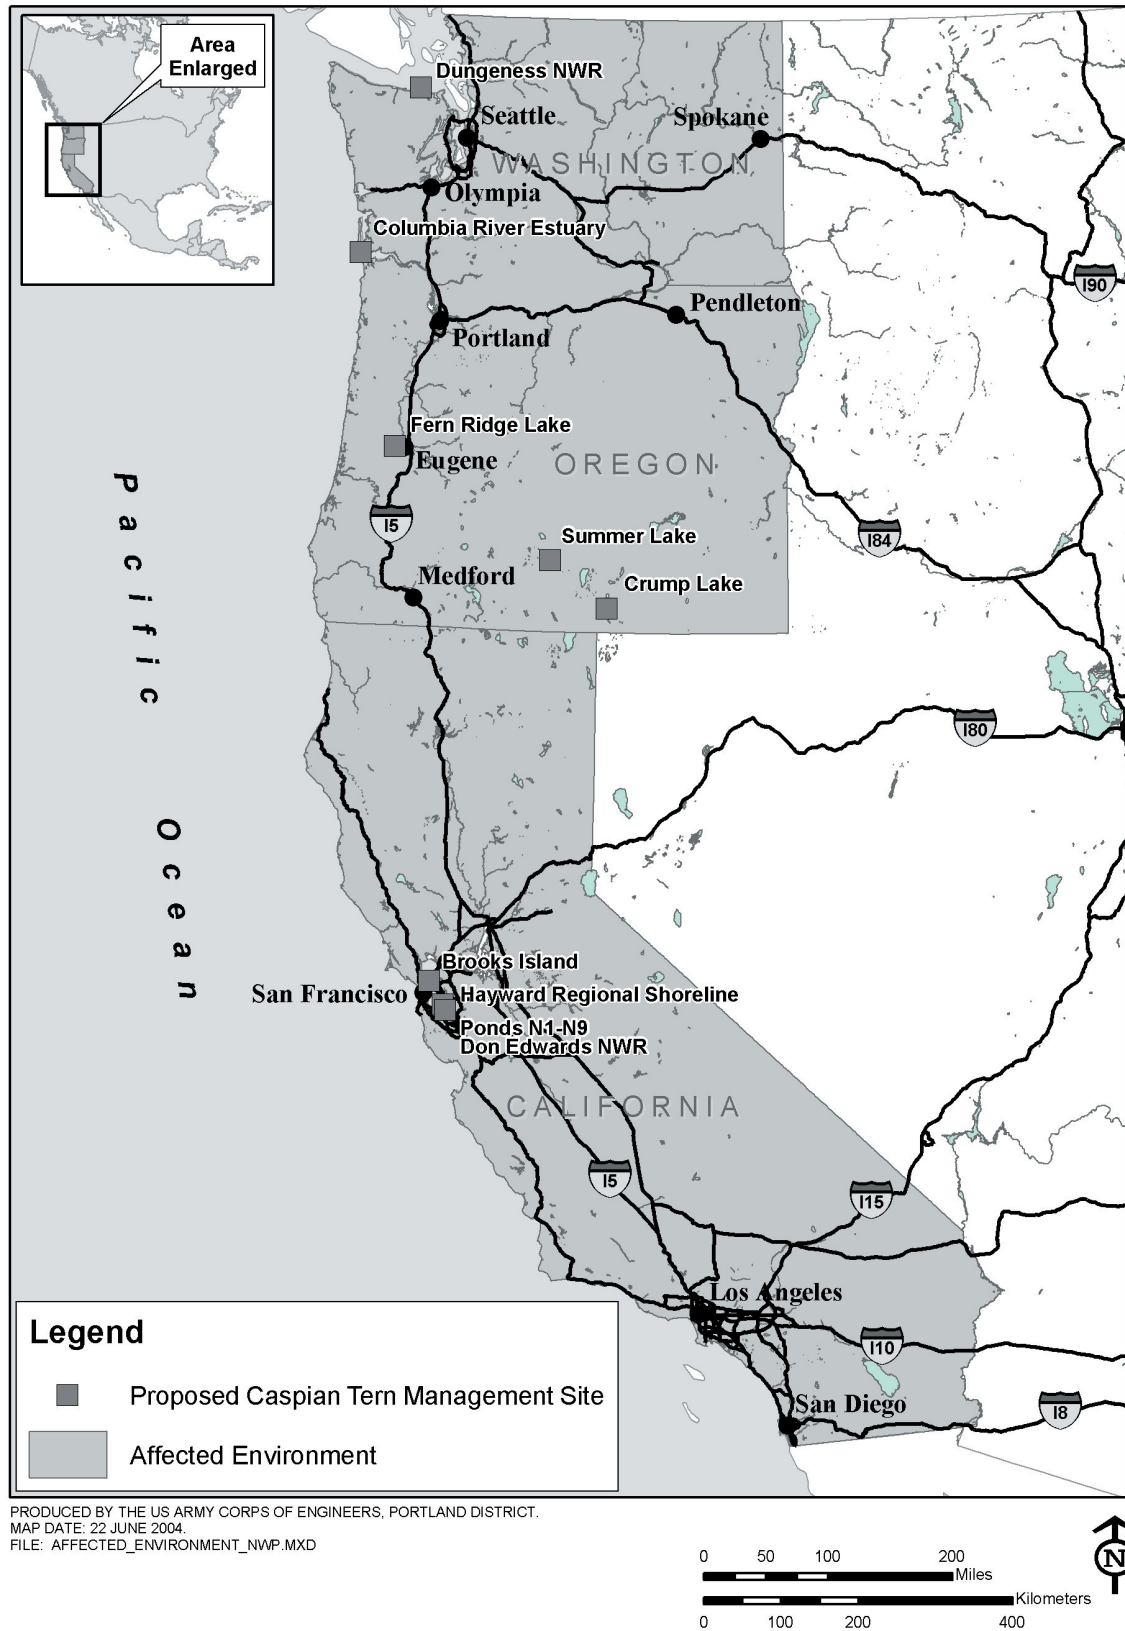 Area
Enlarged
Dungeness NWR
Seattle
Spokane
WASHINGTON
Olympia
Columbia River Estuary
I90
Pendleton
Portland
Fern Ridge Lake
Eugene
OREGON
I5
I84
Summer Lake
Medford
Crump Lake
Pacific Ocean
I80
Brooks Island
San Francisco
Hayward Regional Shoreline
Ponds N1-N9
Don Edwards NWR
CALIFORNIA
I5
I15
Los Angeles
I10
San Diego
I8
Legend
Proposed Caspian Tern Management Site
Affected Environment
PRODUCED BY THE US ARMY CORPS OF ENGINEERS, PORTLAND DISTRICT.
MAP DATE: 22 JUNE 2004.
FILE: AFFECTED_ENVIRONMENT_NWP.MXD
0 50 100 200
Miles
Kilometers
0 100 200 400
N